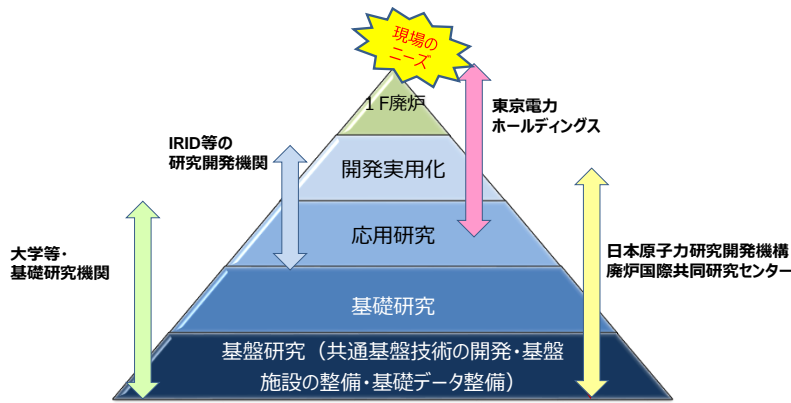 現場の
ニーズ
1F廃炉
東京電力
ホールディングス
IRID等の
研究開発機関
開発実用化
応用研究
大学等・
基礎研究機関
日本原子力研究開発機構
廃炉国際共同研究センター
基礎研究
基盤研究（共通基盤技術の開発・基盤
施設の整備・基礎データ整備）